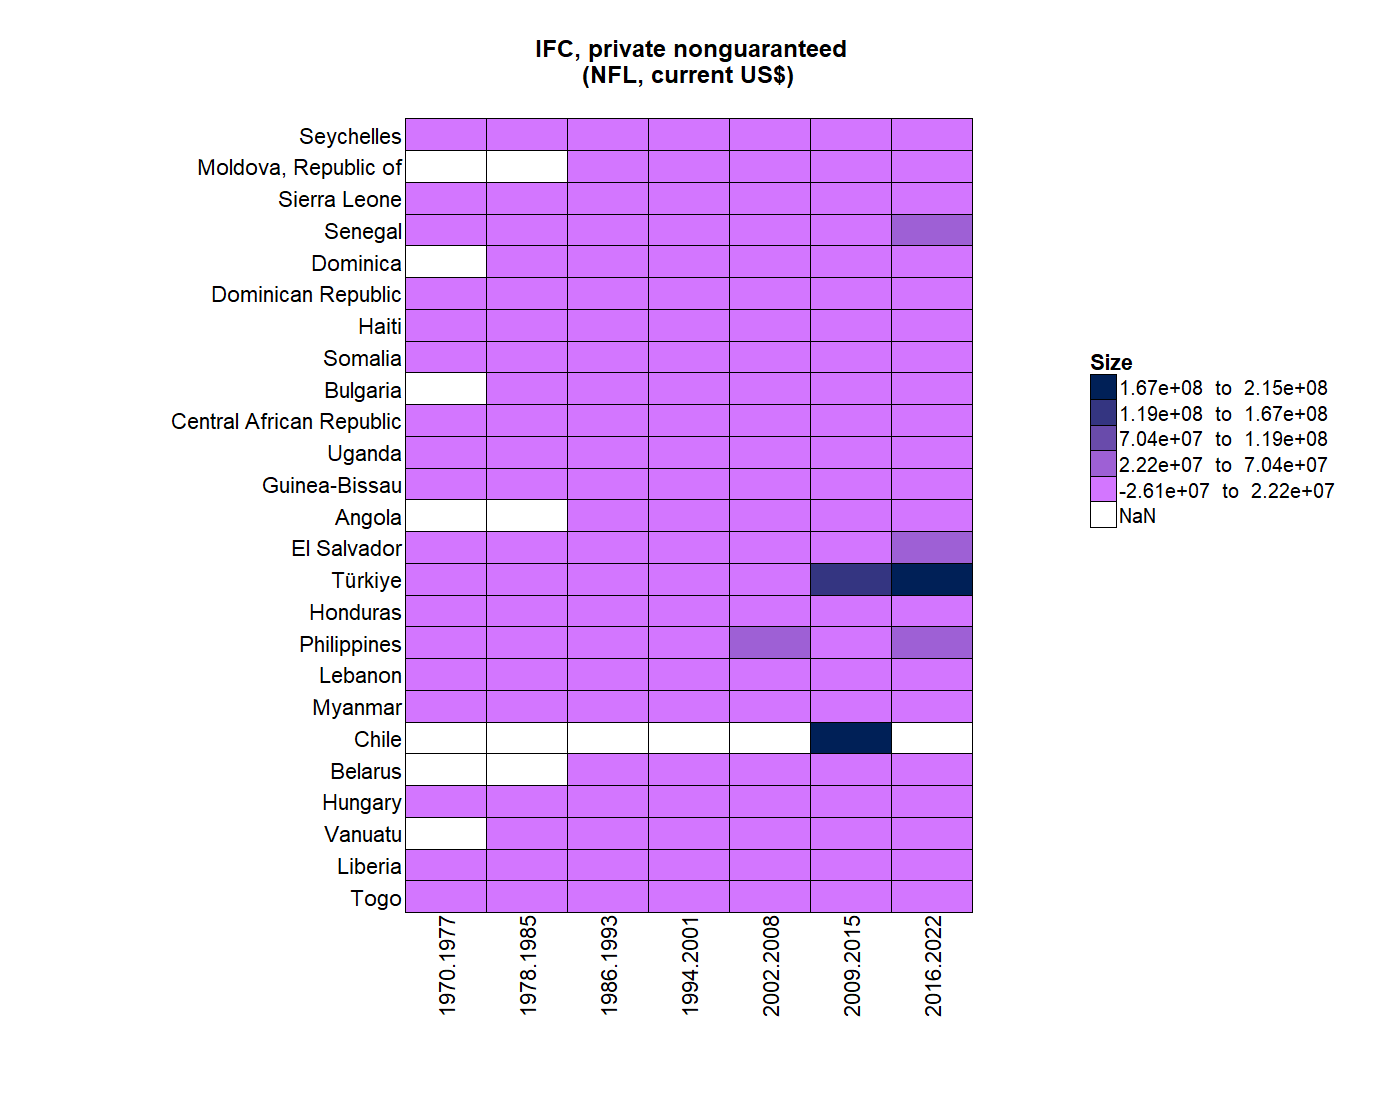 IFC, private nonguaranteed
(NFL, current US$)
Seychelles
Moldova, Republic of
Sierra Leone
Senegal
Dominica
Dominican Republic
Haiti
Somalia
Bulgaria
Central African Republic
Uganda
Guinea-Bissau
Angola
El Salvador
Türkiye
Honduras
Philippines
Lebanon
Myanmar
Chile
Belarus
Hungary
Vanuatu
Liberia
Togo
1970.1977
1978.1985
1986.1993
1994.2001
2002.2008
2009.2015
2016.2022
Size
1.67e+08 to 2.15e+08
1.19e+08 to 1.67e+08
7.04e+07 to 1.19e+08
2.22e+07 to 7.04e+07
-2.61e+07 to 2.22e+07
NaN